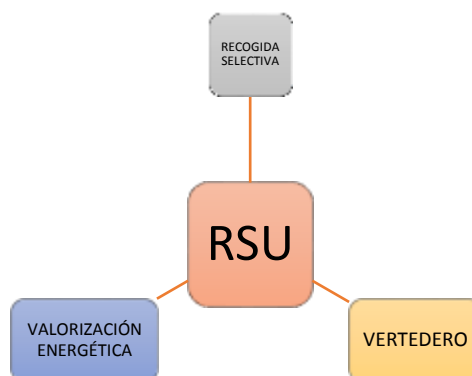 RECOGIDA
SELECTIVA
RSU
VALORIZACIÓN
ENERGÉTICA
VERTEDERO